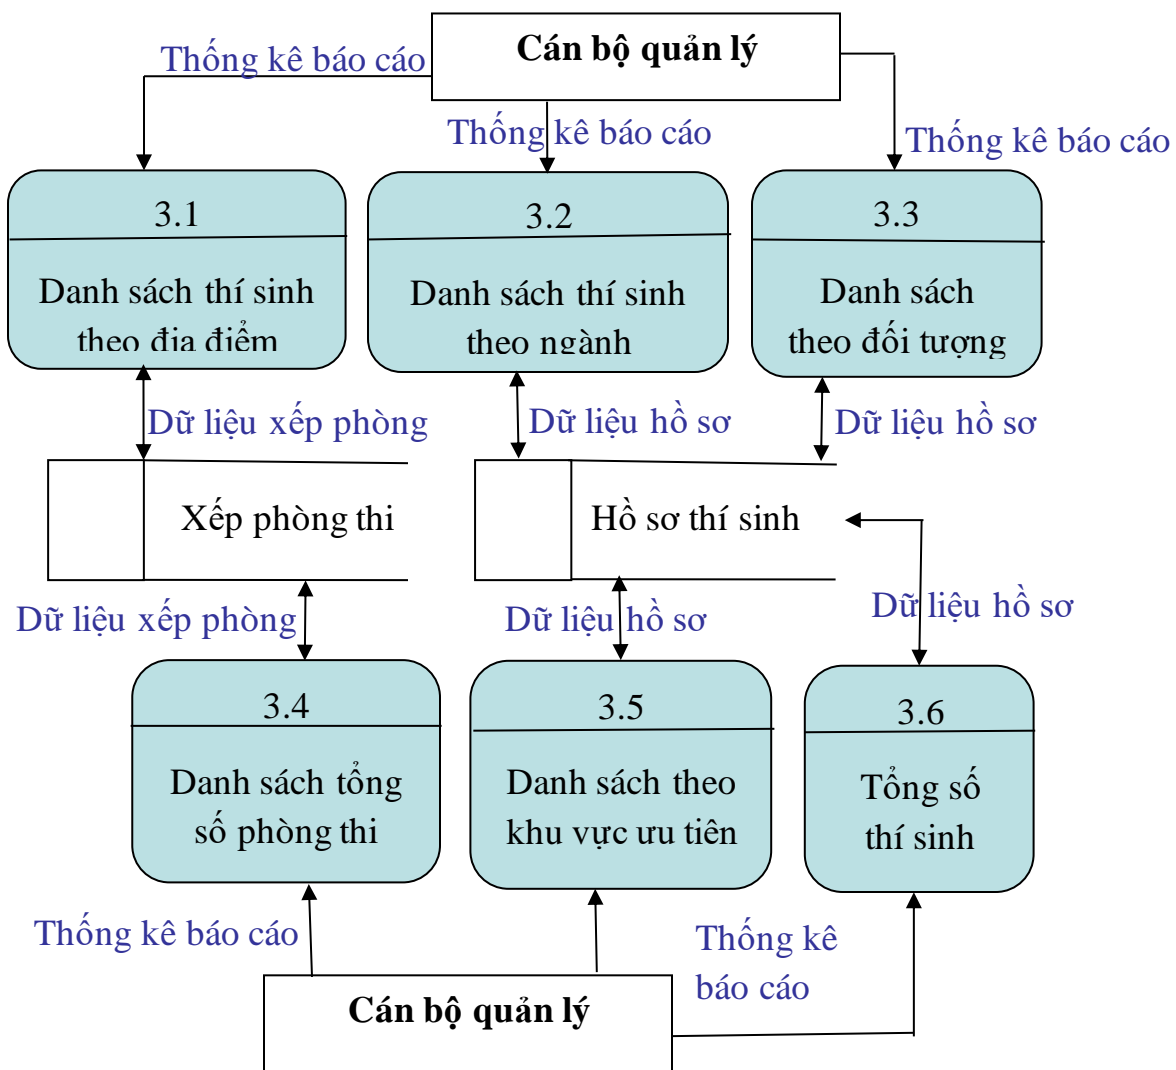 Cán bộ quản lý
Thống kê báo cáo
Thống kê báo cáo
Thống kê báo cáo
3.1
Danh sách thí sinh
theo địa điểm
3.2
Danh sách thí sinh
theo ngành
3.3
Danh sách
theo đối tượng
Dữ liệu xếp phòng
Dữ liệu hồ sơ
Dữ liệu hồ sơ
Xếp phòng thi
Hồ sơ thí sinh
Dữ liệu xếp phòng
Dữ liệu hồ sơ
Dữ liệu hồ sơ
3.4
Danh sách tổng
số phòng thi
3.5
Danh sách theo
khu vực ưu tiên
3.6
Tổng số
thí sinh
Thống kê báo cáo
Thống kê
báo cáo
Cán bộ quản lý